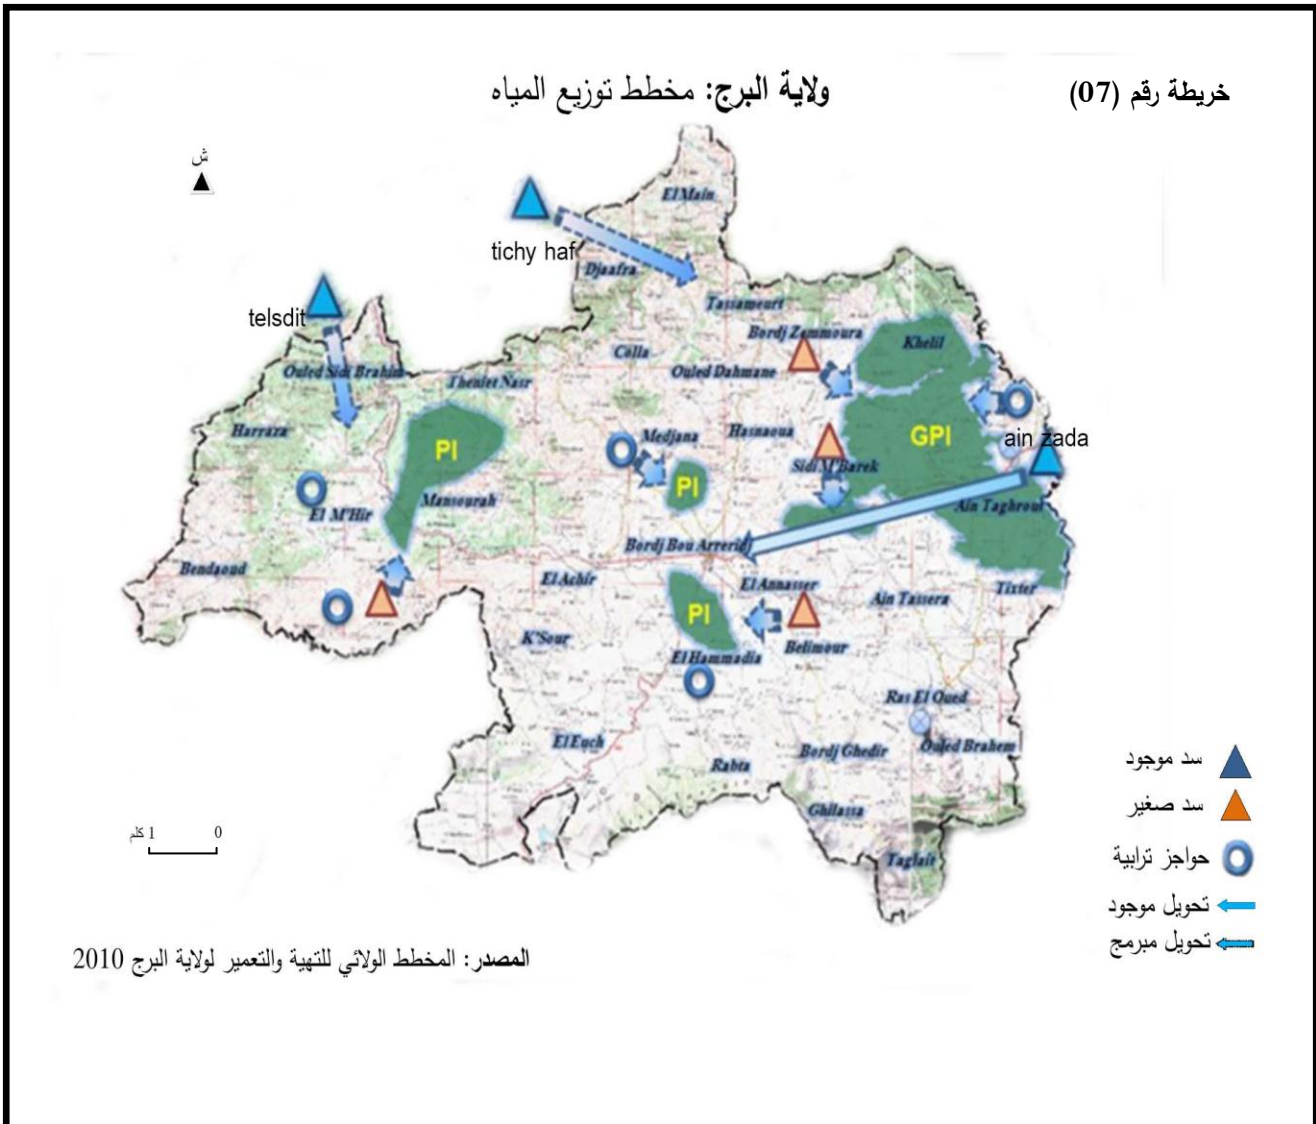 خريطة رقم (07)
ولاية البرج: مخطط توزيع المياه
ش
El Main
tichy haf
Djaafra
telsdit
Tassameurt
Bordj Zemmoura
Khelil
Colla
Ouled Dahmane
Ouled Sidi Brahim
Theniet Nasr
Harraza
PI
Medjana
Hasnaoua
GPI
ain zada
Sidi M'Barek
PI
Mansourah
El M'Hir
Ain Taghrout
Bordj Bou Arreridj
Bendaoud
El Achir
El Annasser
Ain Tassera
Tixter
PI
K'Sour
Belimour
El Hammadia
Ras El Oued
El Euch
Bordj Ghedir
Ouled Brahem
Rabta
سد موجود
Ghilassa
سد صغير
1 كلم 0
Taglait
حواجز ترابية
تحويل موجود
تحويل مبرمج
المصدر: المخطط الولائي للتهية والتعمير لولاية البرج 2010